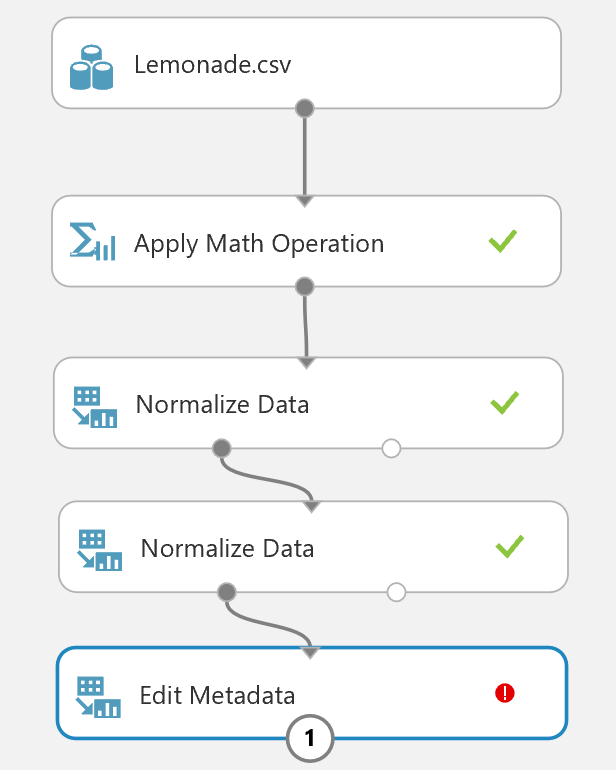 Lemonade.csv
Apply Math Operation
Normalize Data
Normalize Data
Edit Metadata
1